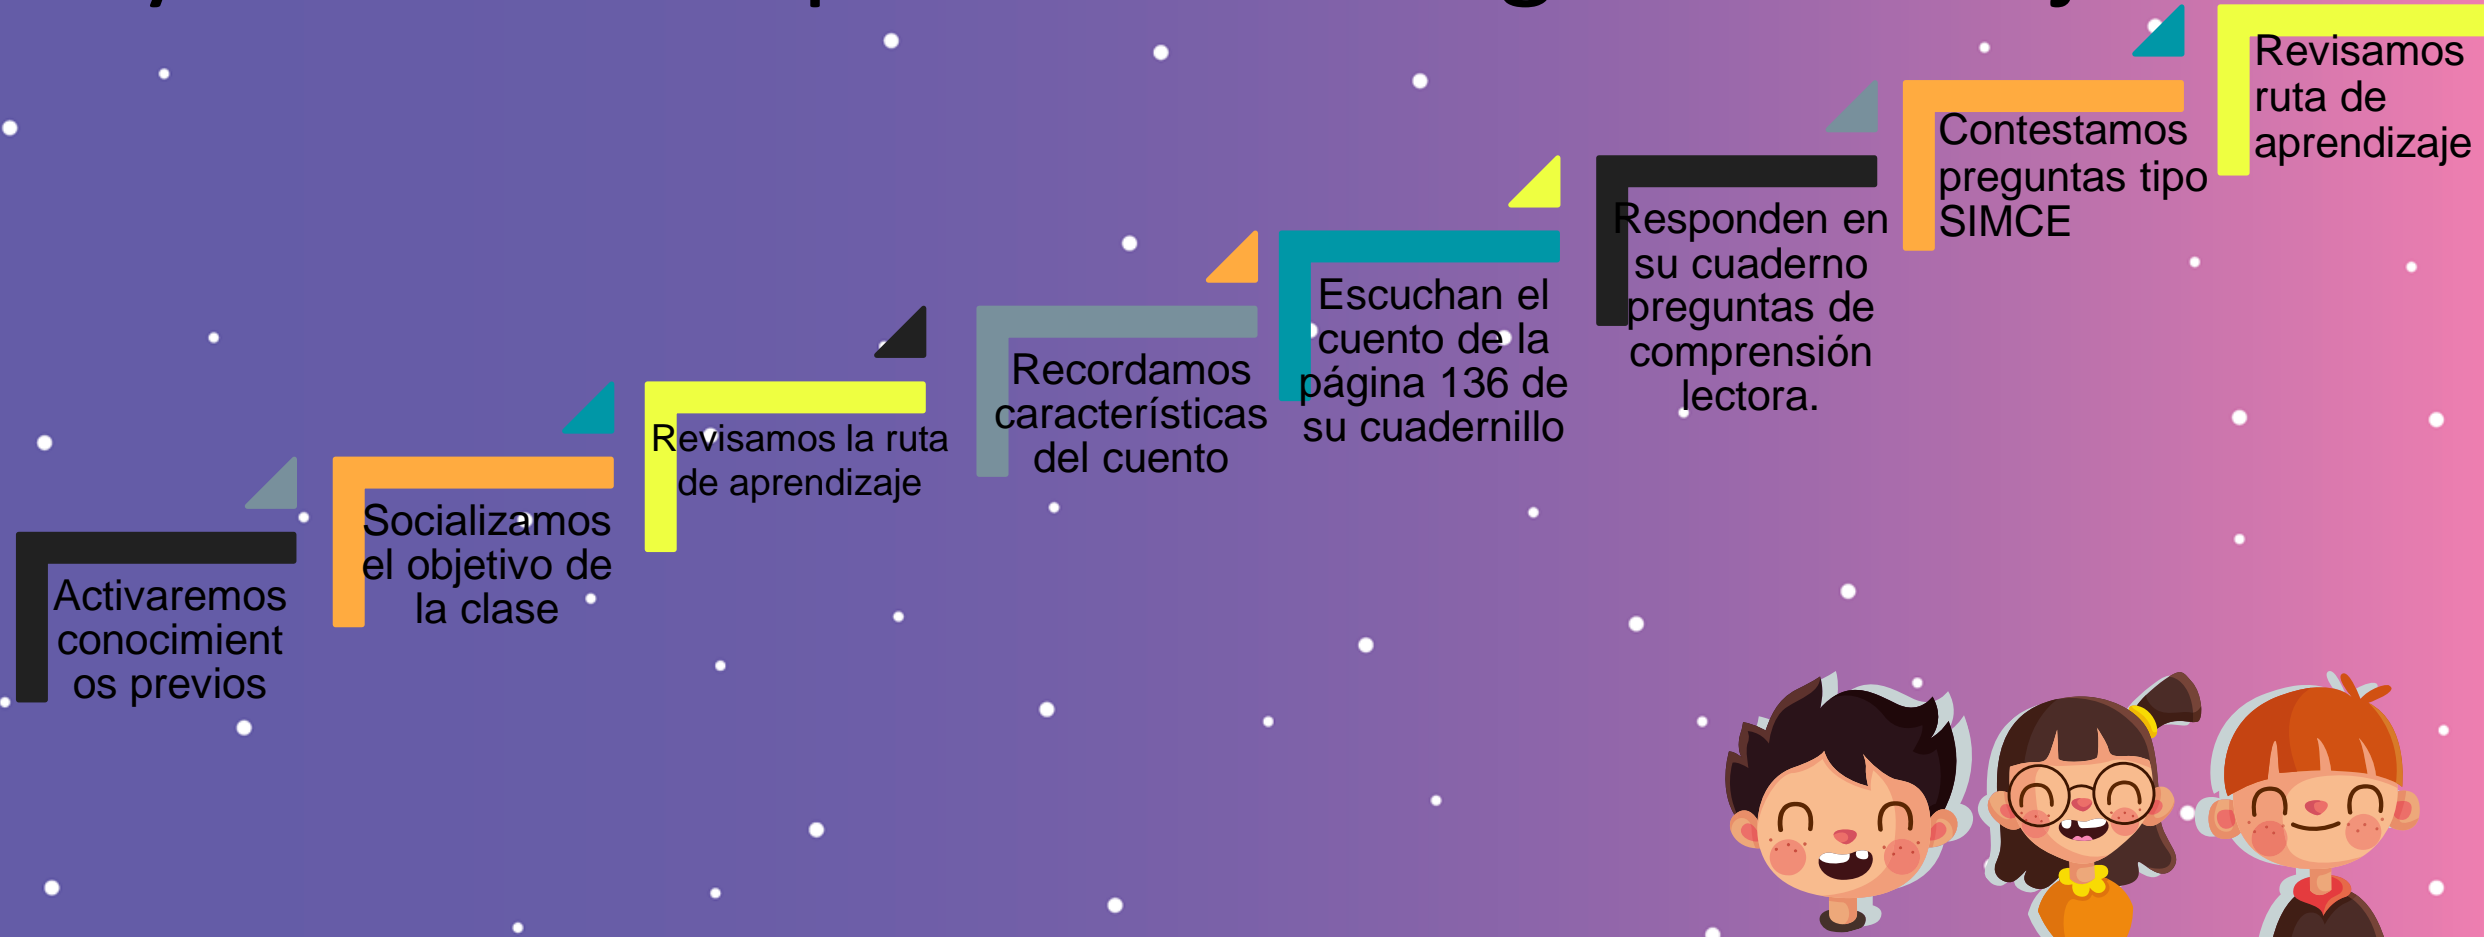 Activaremos
conocimient
os previos
Socializamos
el objetivo de
la clase
Revisamos la ruta
de aprendizaje
Recordamos
características
del cuento
Escuchan el
cuento de la
página 136 de
su cuadernillo
Responden en
su cuaderno
preguntas de
comprensión
lectora.
Contestamos
preguntas tipo
SIMCE
Revisamos
ruta de
aprendizaje